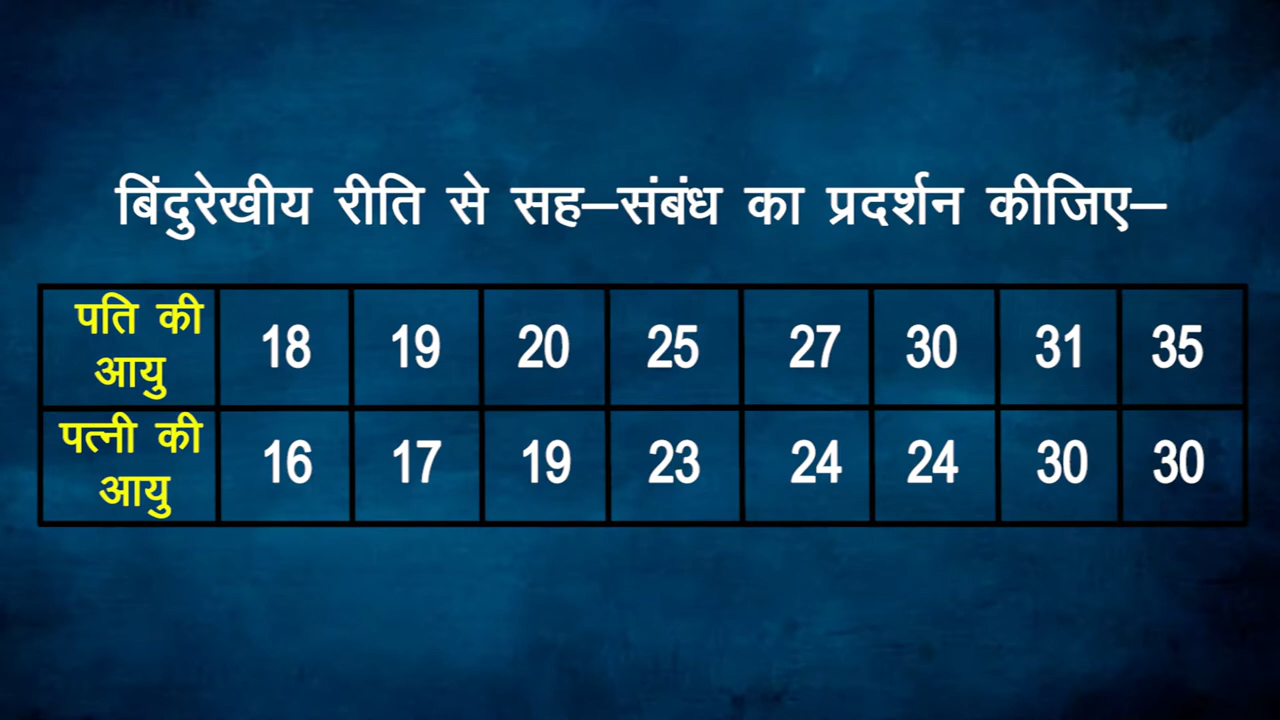 बिंदुरेखीय रीति से सह–संबंध का प्रदर्शन कीजिए–
पति की आयु 18 19 20 25 27 30 31 35
पत्नी की आयु 16 17 19 23 24 24 30 30